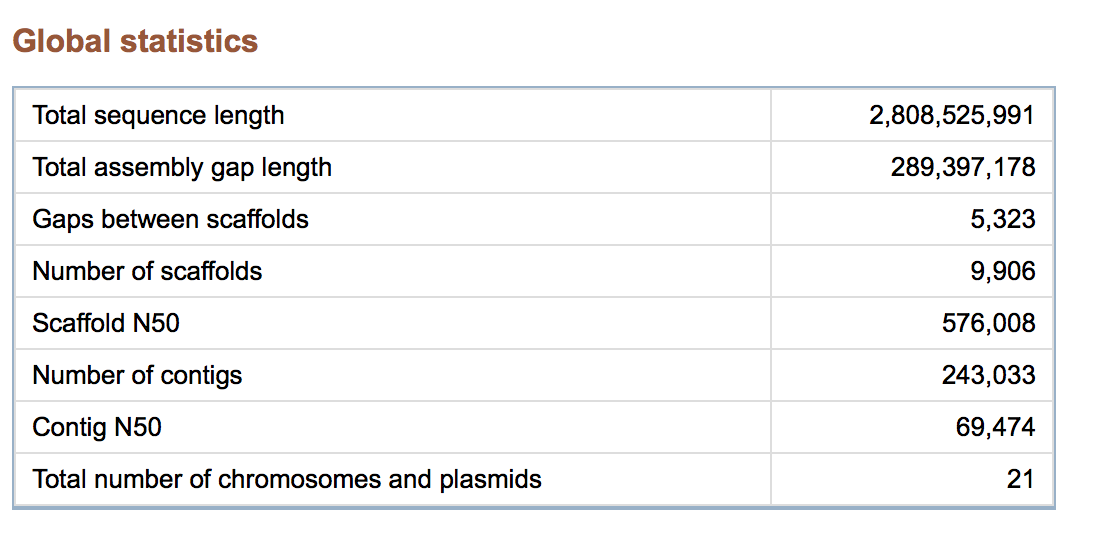 Global statistics
Total sequence length 2,808,525,991
Total assembly gap length 289,397,178
Gaps between scaffolds 5,323
Number of scaffolds 9,906
Scaffold N50 576,008
Number of contigs 243,033
Contig N50 69,474
Total number of chromosomes and plasmids 21